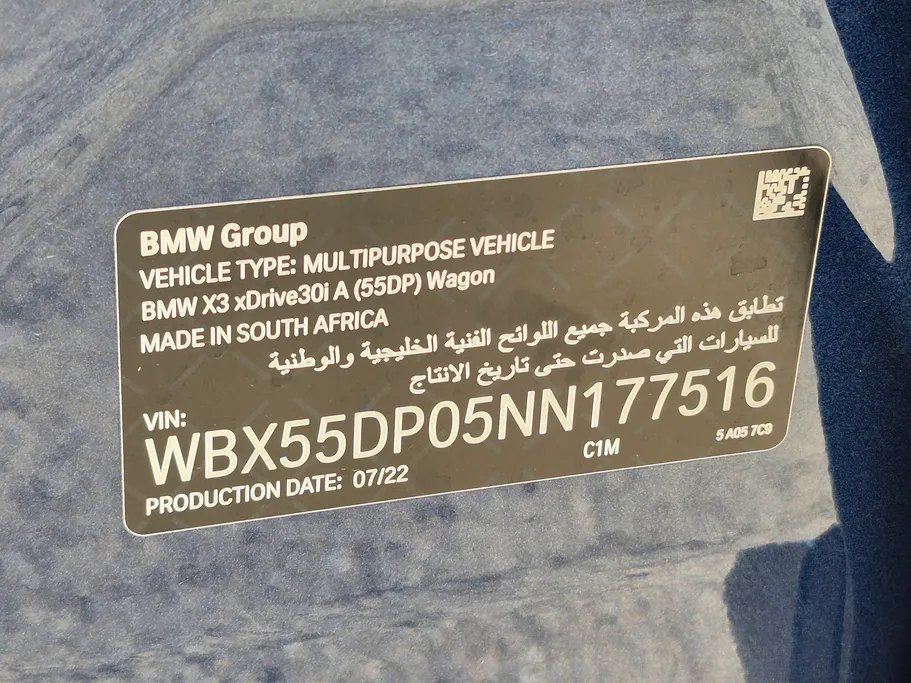 BMW Group
VEHICLE TYPE: MULTIPURPOSE VEHICLE
BMW X3 xDrive30i A (55DP) Wagon
MADE IN SOUTH AFRICA
تطابق هذه المركبة جميع اللوائح الفنية الخليجية والوطنية
للسيارات التي صدرت حتى تاريخ الانتاج
VIN:
WBX55DP05NN177516
C1M
5 A05 7C9
PRODUCTION DATE: 07/22